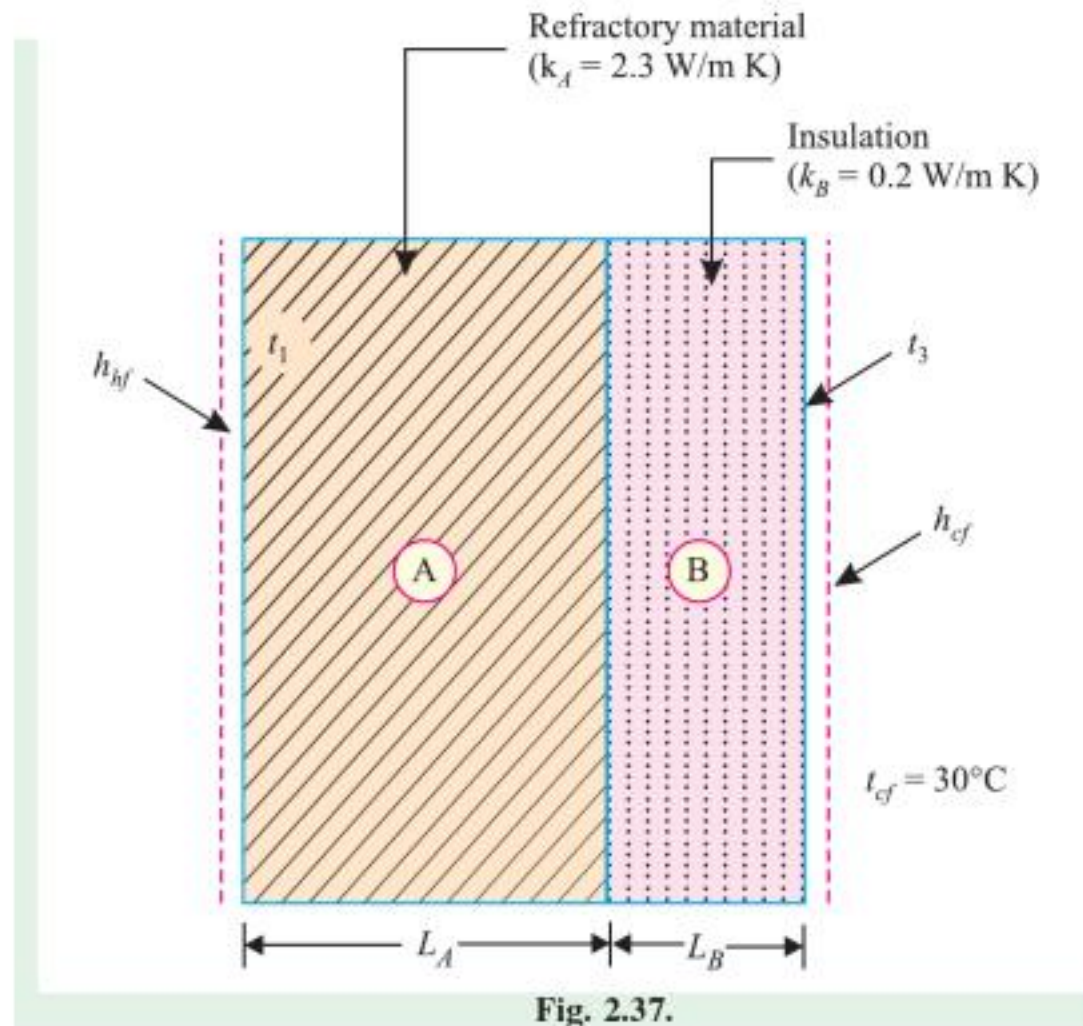 Refractory material
(k_A = 2.3 W/m K)
Insulation
(k_B = 0.2 W/m K)
t_1
h_hf
t_3
h_cf
A
B
t_cf = 30°C
L_A
L_B
Fig. 2.37.